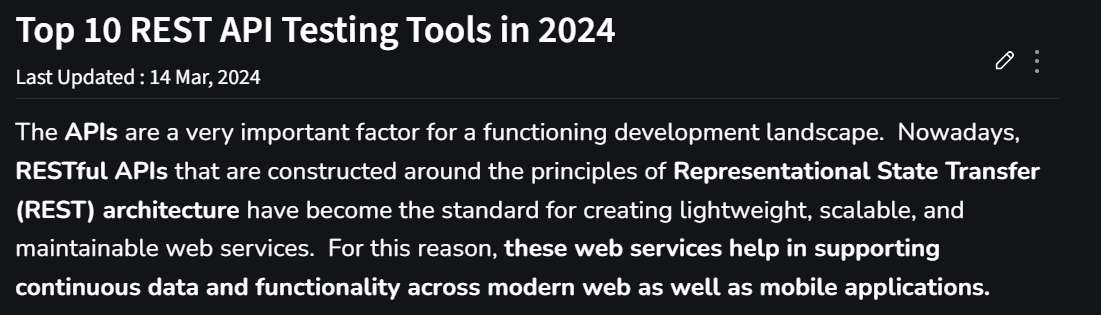 Top 10 REST API Testing Tools in 2024
Last Updated : 14 Mar, 2024
The APIs are a very important factor for a functioning development landscape.  Nowadays,
RESTful APIs that are constructed around the principles of Representational State Transfer
(REST) architecture have become the standard for creating lightweight, scalable, and
maintainable web services.  For this reason, these web services help in supporting
continuous data and functionality across modern web as well as mobile applications.